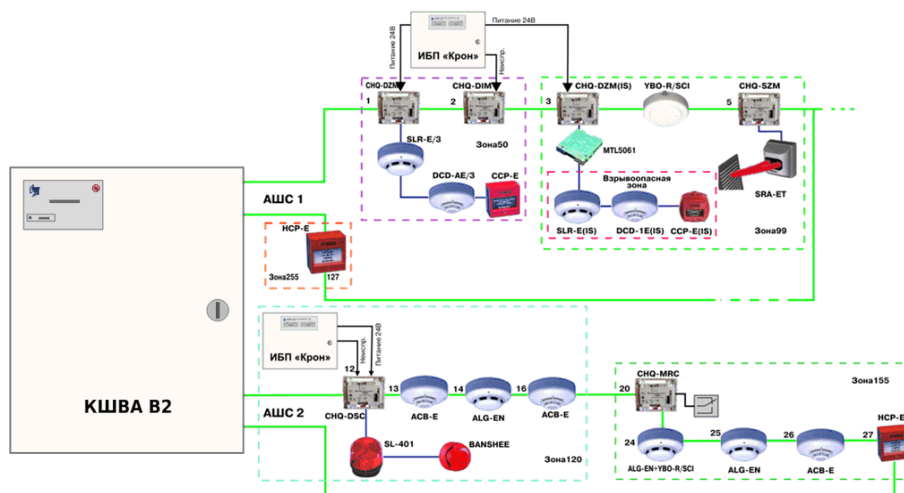 ИБП «Крон»
Питание 24В
Питание 24В
Неиспр.
CHQ-DZM
CHQ-DIM
CHQ-DZM(IS)
YBO-R/SCI
CHQ-SZM
1
2
3
5
SLR-E/3
Зона50
MTL5061
DCD-AE/3
CCP-E
Взрывоопасная
зона
SRA-ET
SLR-E(IS)
DCD-1E(IS)
CCP-E(IS)
Зона99
АШС 1
HCP-E
Зона255
127
ИБП «Крон»
Неиспр.
Питание 24В
12
13
14
16
CHQ-DSC
ACB-E
ALG-EN
ACB-E
КШВА В2
АШС 2
SL-401
BANSHEE
Зона120
CHQ-MRC
Зона155
20
HCP-E
24
25
26
27
ALG-EN+YBO-R/SCI
ALG-EN
ACB-E